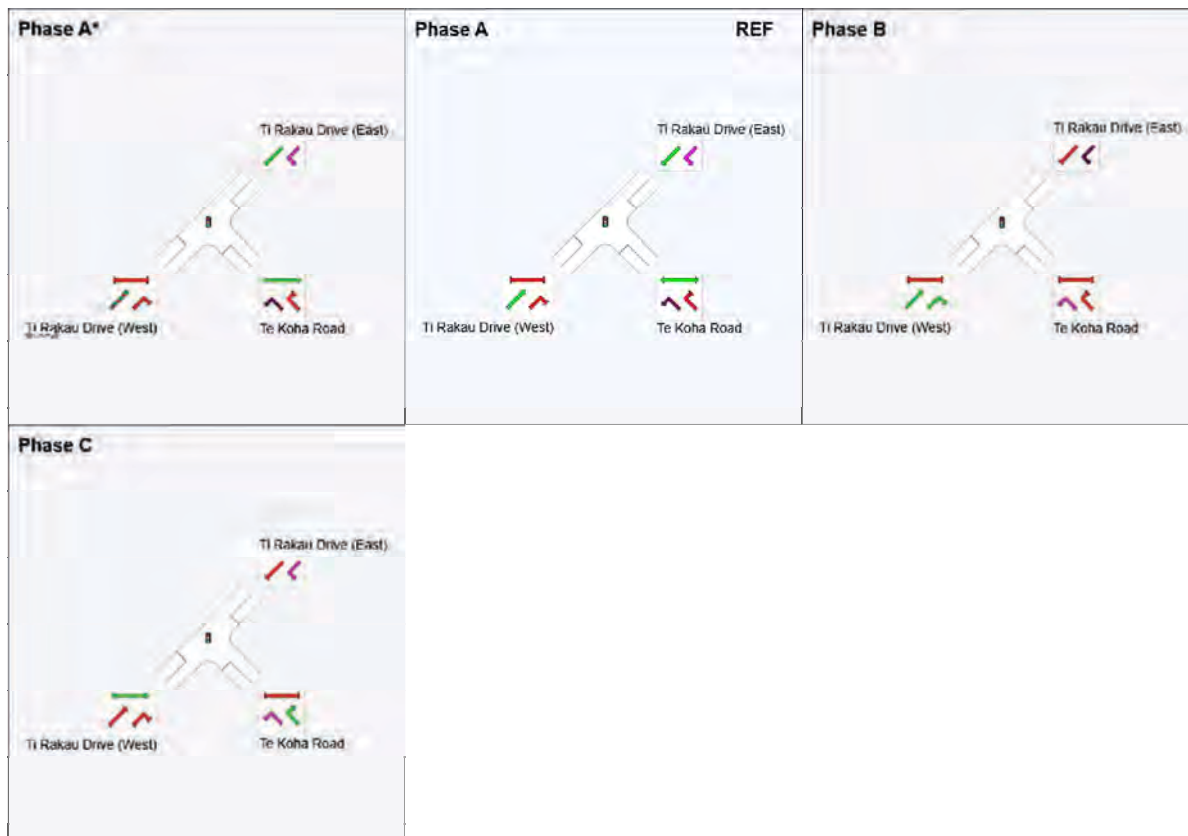 Phase A*
Ti Rakau Drive (East)
Ti Rakau Drive (West)
Te Koha Road
Phase A
REF
Ti Rakau Drive (East)
Ti Rakau Drive (West)
Te Koha Road
Phase B
Ti Rakau Drive (East)
Ti Rakau Drive (West)
Te Koha Road
Phase C
Ti Rakau Drive (East)
Ti Rakau Drive (West)
Te Koha Road